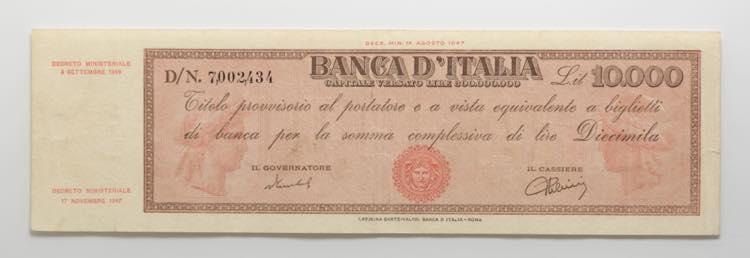 DECR. MIN. 14 AGOSTO 1947
DECRETO MINISTERIALE
8 SETTEMBRE 1949
D/N. 7,002434
BANCA D'ITALIA
CAPITALE VERSATO LIRE 300.000.000
Lit 10.000
Titolo provvisorio al portatore e a vista equivalente a biglietti
di banca per la somma complessiva di lire Diecimila
IL GOVERNATORE
IL CASSIERE
DECRETO MINISTERIALE
17 NOVEMBRE 1947
OFFICINA CARTE-VALORI BANCA D'ITALIA - ROMA